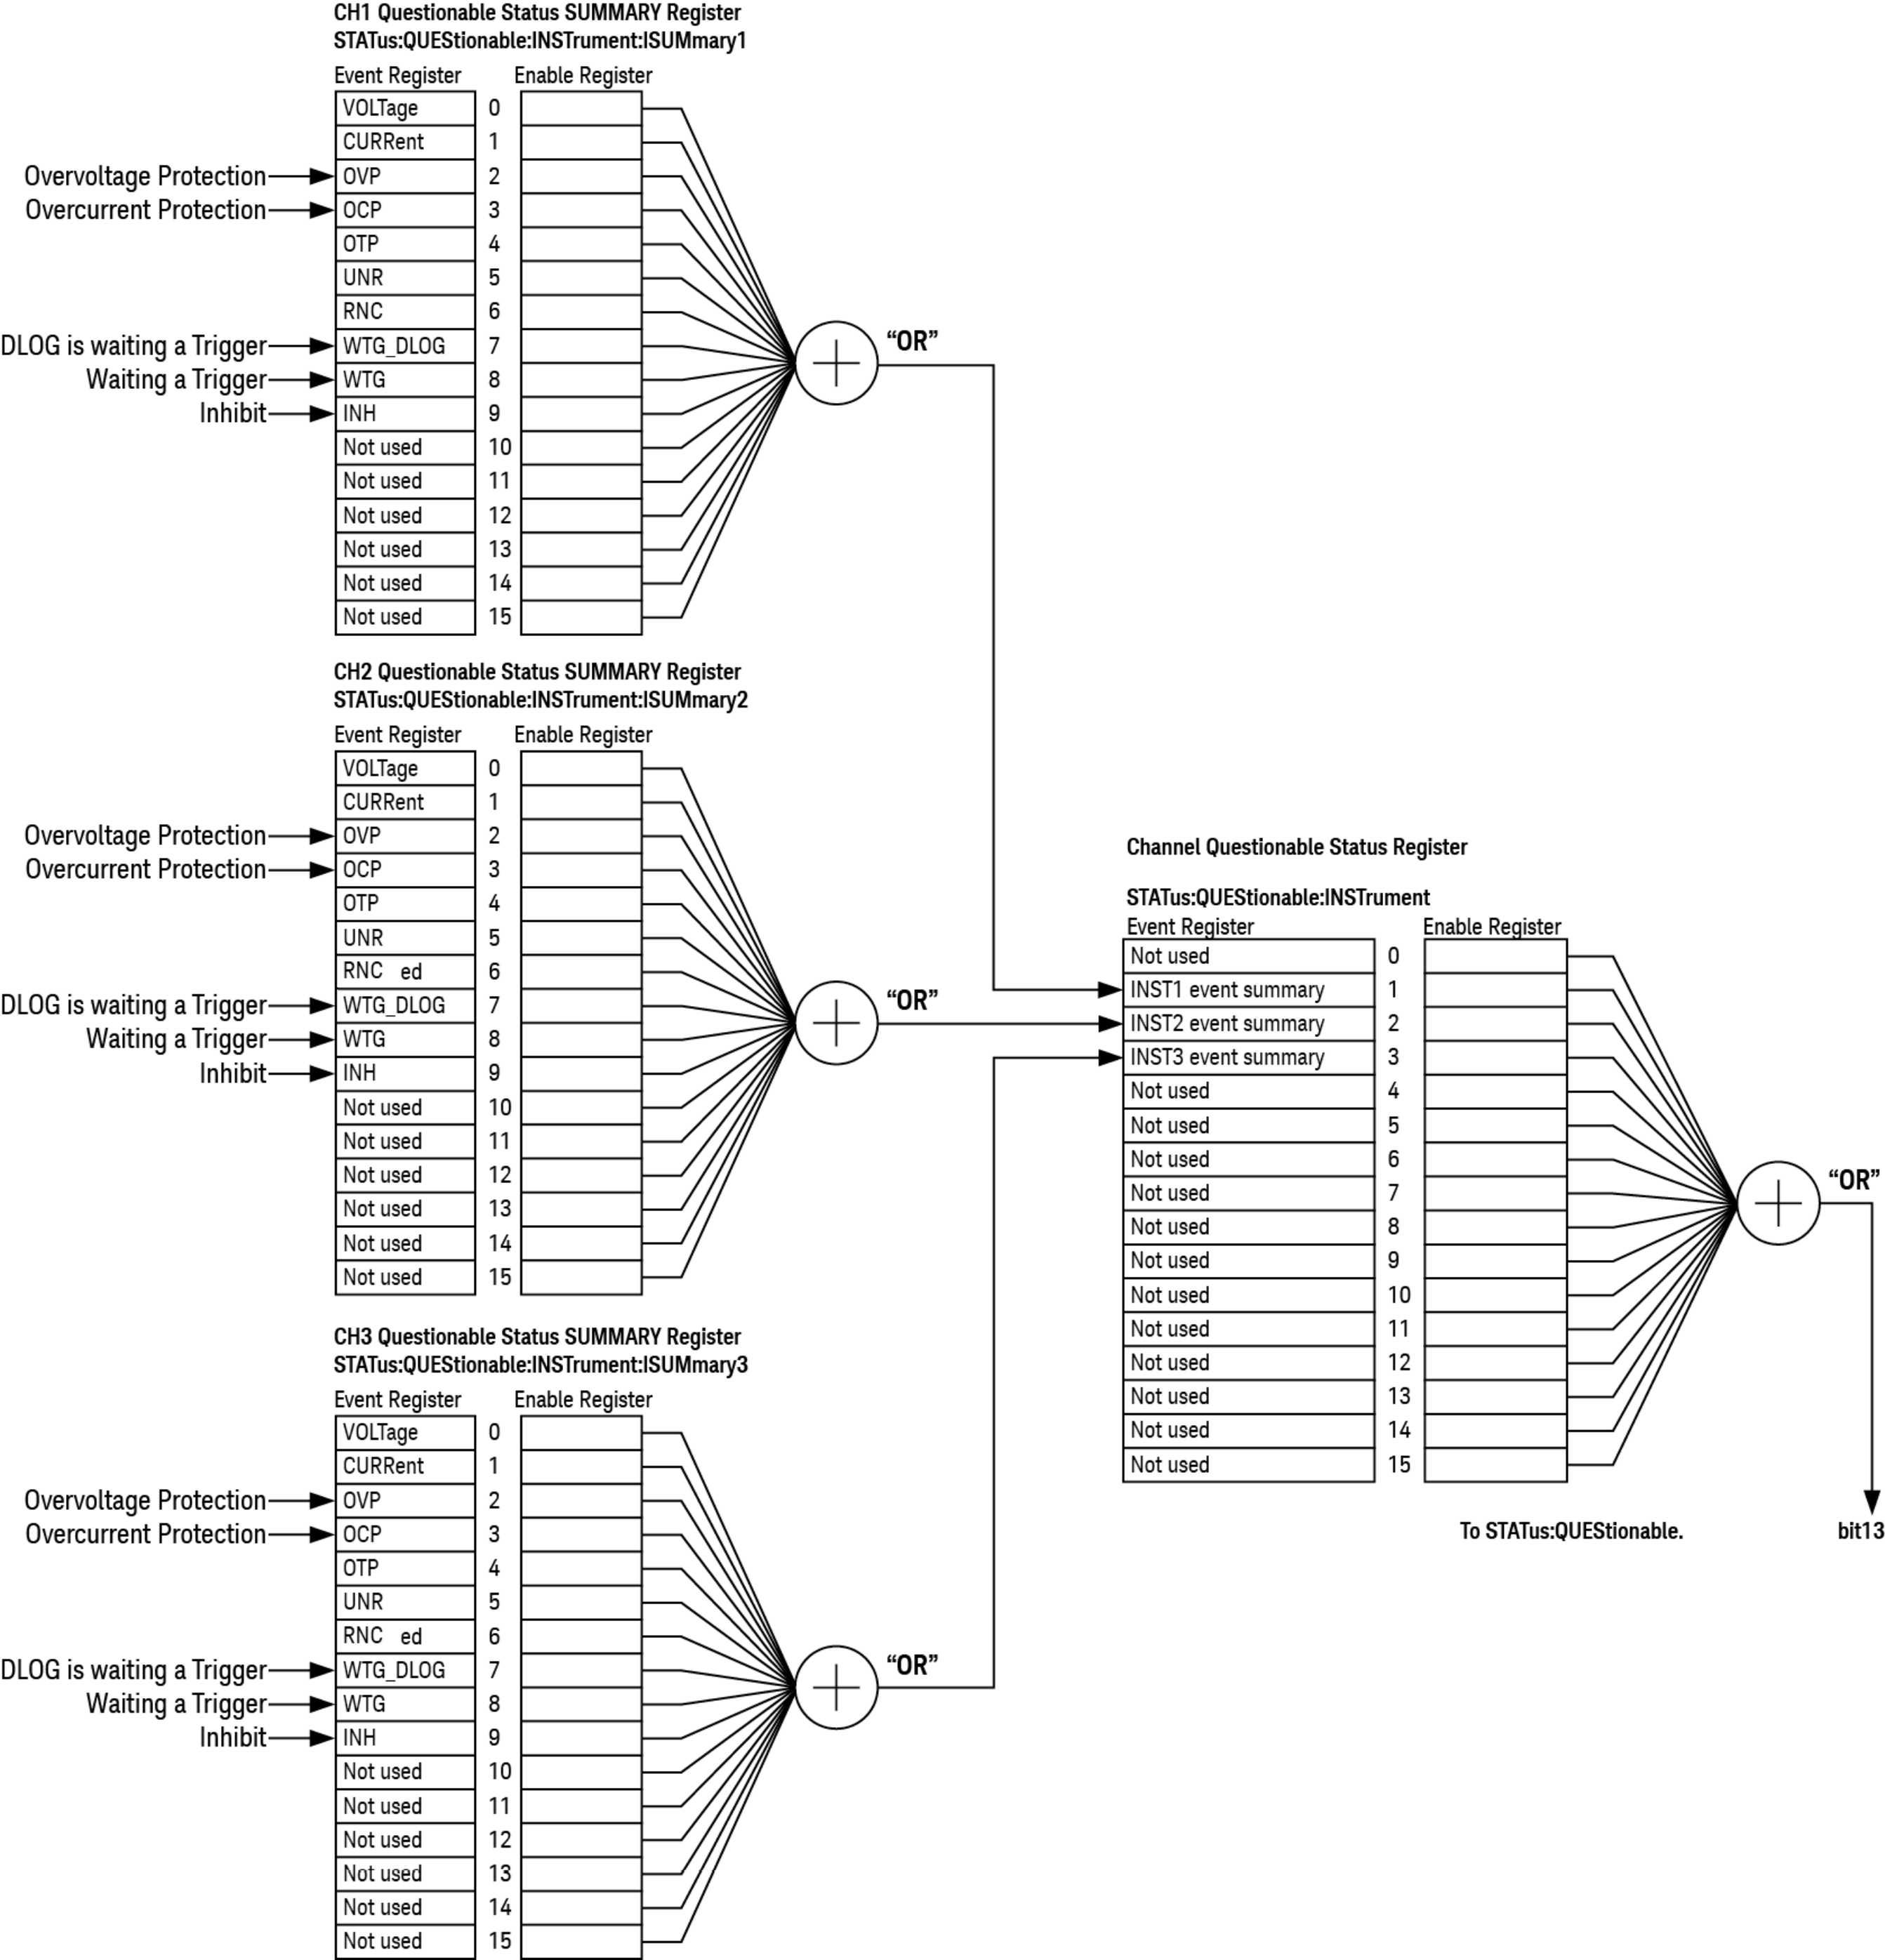 CH1 Questionable Status SUMMARY Register
STATus:QUEStionable:INSTrument:ISUMmary1
Event Register Enable Register
VOLTage 0
CURRent 1
Overvoltage Protection OVP 2
Overcurrent Protection OCP 3
OTP 4
UNR 5
RNC 6
DLOG is waiting a Trigger WTG_DLOG 7
“OR”
Waiting a Trigger WTG 8
Inhibit INH 9
Not used 10
Not used 11
Not used 12
Not used 13
Not used 14
Not used 15
CH2 Questionable Status SUMMARY Register
STATus:QUEStionable:INSTrument:ISUMmary2
Event Register Enable Register
VOLTage 0
CURRent 1
Overvoltage Protection OVP 2
Overcurrent Protection OCP 3
OTP 4
UNR 5
RNC ed 6
DLOG is waiting a Trigger WTG_DLOG 7
“OR”
Waiting a Trigger WTG 8
Inhibit INH 9
Not used 10
Not used 11
Not used 12
Not used 13
Not used 14
Not used 15
CH3 Questionable Status SUMMARY Register
STATus:QUEStionable:INSTrument:ISUMmary3
Event Register Enable Register
VOLTage 0
CURRent 1
Overvoltage Protection OVP 2
Overcurrent Protection OCP 3
OTP 4
UNR 5
RNC ed 6
DLOG is waiting a Trigger WTG_DLOG 7
“OR”
Waiting a Trigger WTG 8
Inhibit INH 9
Not used 10
Not used 11
Not used 12
Not used 13
Not used 14
Not used 15
Channel Questionable Status Register
STATus:QUEStionable:INSTrument
Event Register Enable Register
Not used 0
INST1 event summary 1
INST2 event summary 2
INST3 event summary 3
Not used 4
Not used 5
Not used 6
Not used 7
“OR”
Not used 8
Not used 9
Not used 10
Not used 11
Not used 12
Not used 13
Not used 14
Not used 15
To STATus:QUEStionable. bit13